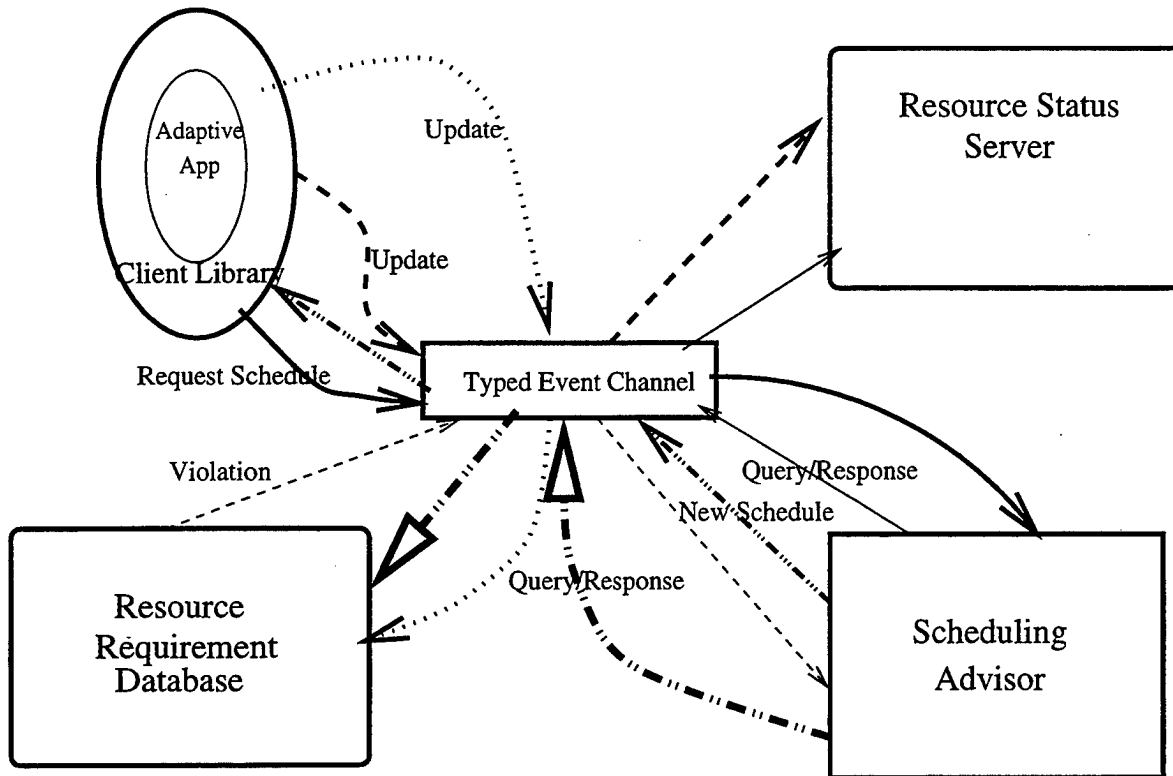 Adaptive
App
Client Library
Update
Update
Request Schedule
Resource Status
Server
Typed Event Channel
Violation
Query/Response
New Schedule
Query/Response
Resource
Requirement
Database
Scheduling
Advisor